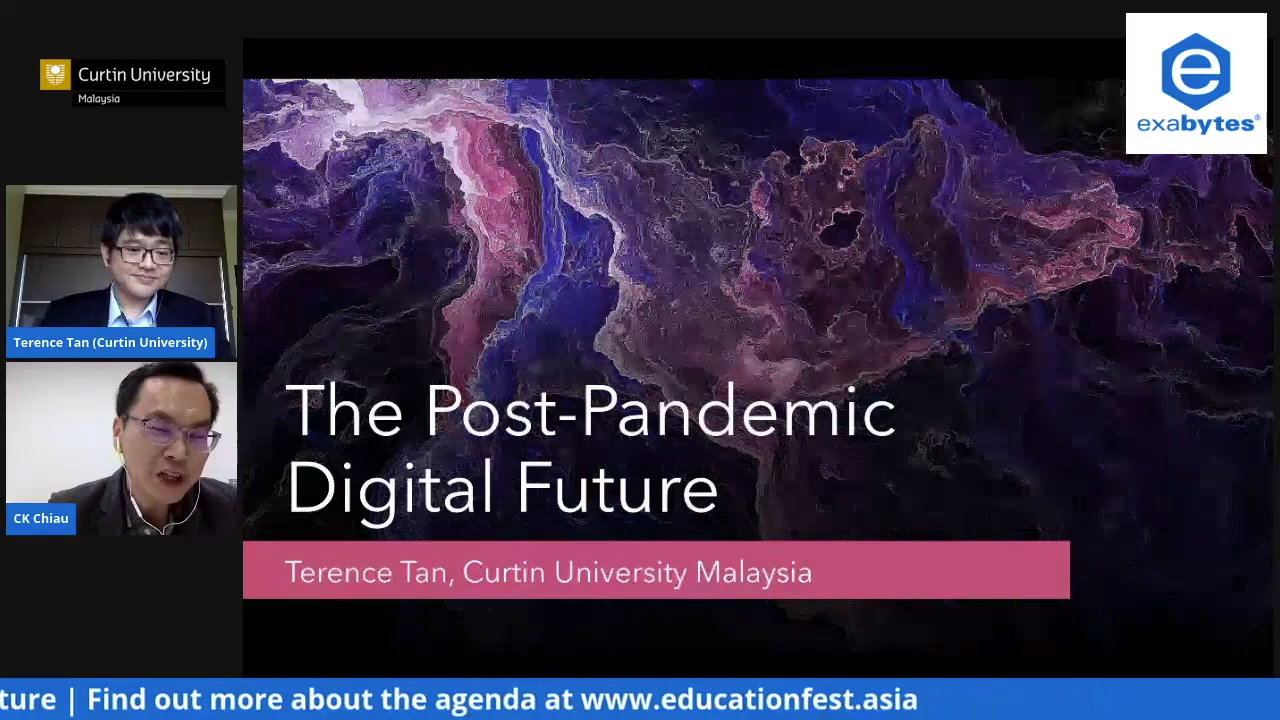 Curtin University
Malaysia
exabytes®
Terence Tan (Curtin University)
CK Chiau
The Post-Pandemic
Digital Future
Terence Tan, Curtin University Malaysia
ture | Find out more about the agenda at www.educationfest.asia